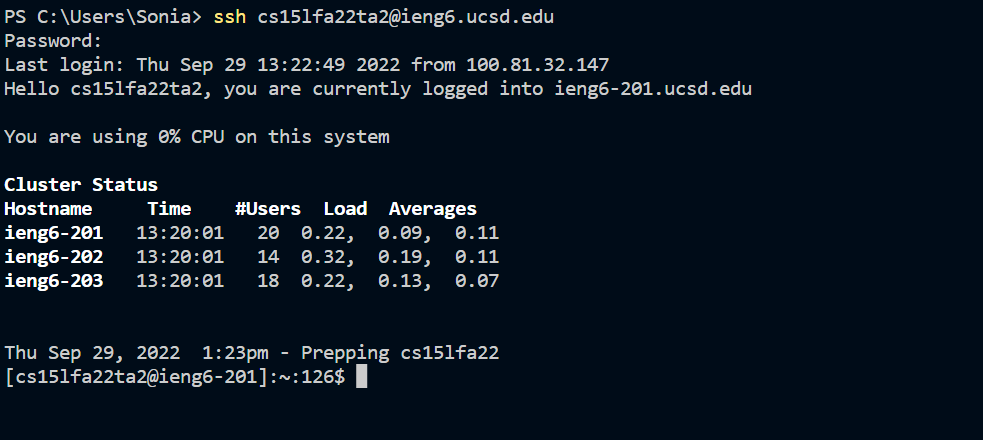 PS C:\Users\Sonia> ssh cs15lfa22ta2@ieng6.ucsd.edu
Password:
Last login: Thu Sep 29 13:22:49 2022 from 100.81.32.147
Hello cs15lfa22ta2, you are currently logged into ieng6-201.ucsd.edu
You are using 0% CPU on this system
Cluster Status
Hostname     Time    #Users  Load  Averages
ieng6-201   13:20:01   20  0.22,  0.09,  0.11
ieng6-202   13:20:01   14  0.32,  0.19,  0.11
ieng6-203   13:20:01   18  0.22,  0.13,  0.07
Thu Sep 29, 2022  1:23pm - Prepping cs15lfa22
[cs15lfa22ta2@ieng6-201]:~:126$